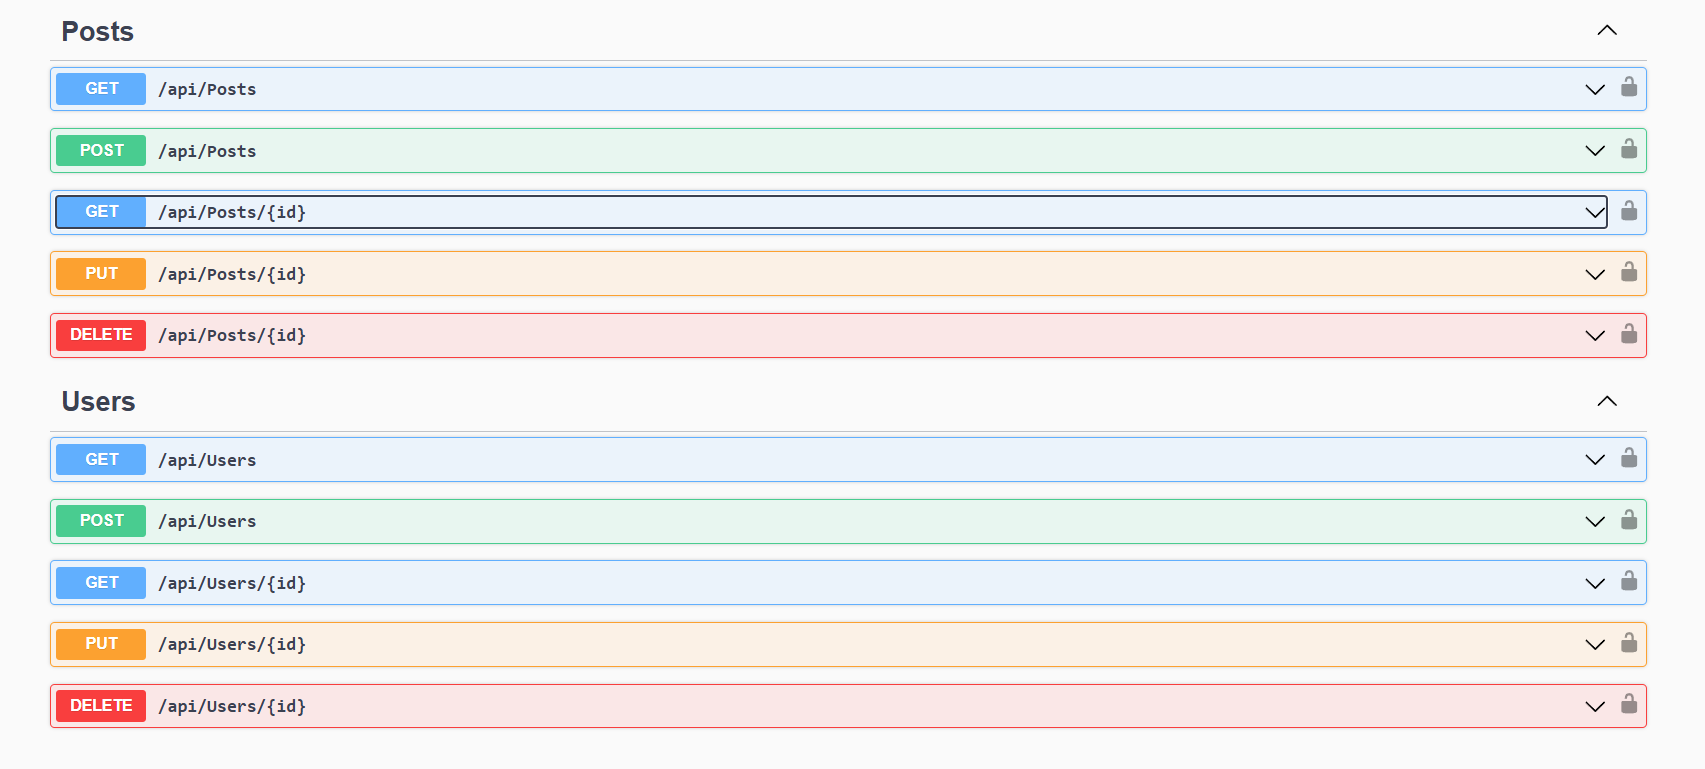 Posts
GET /api/Posts
POST /api/Posts
GET /api/Posts/{id}
PUT /api/Posts/{id}
DELETE /api/Posts/{id}
Users
GET /api/Users
POST /api/Users
GET /api/Users/{id}
PUT /api/Users/{id}
DELETE /api/Users/{id}